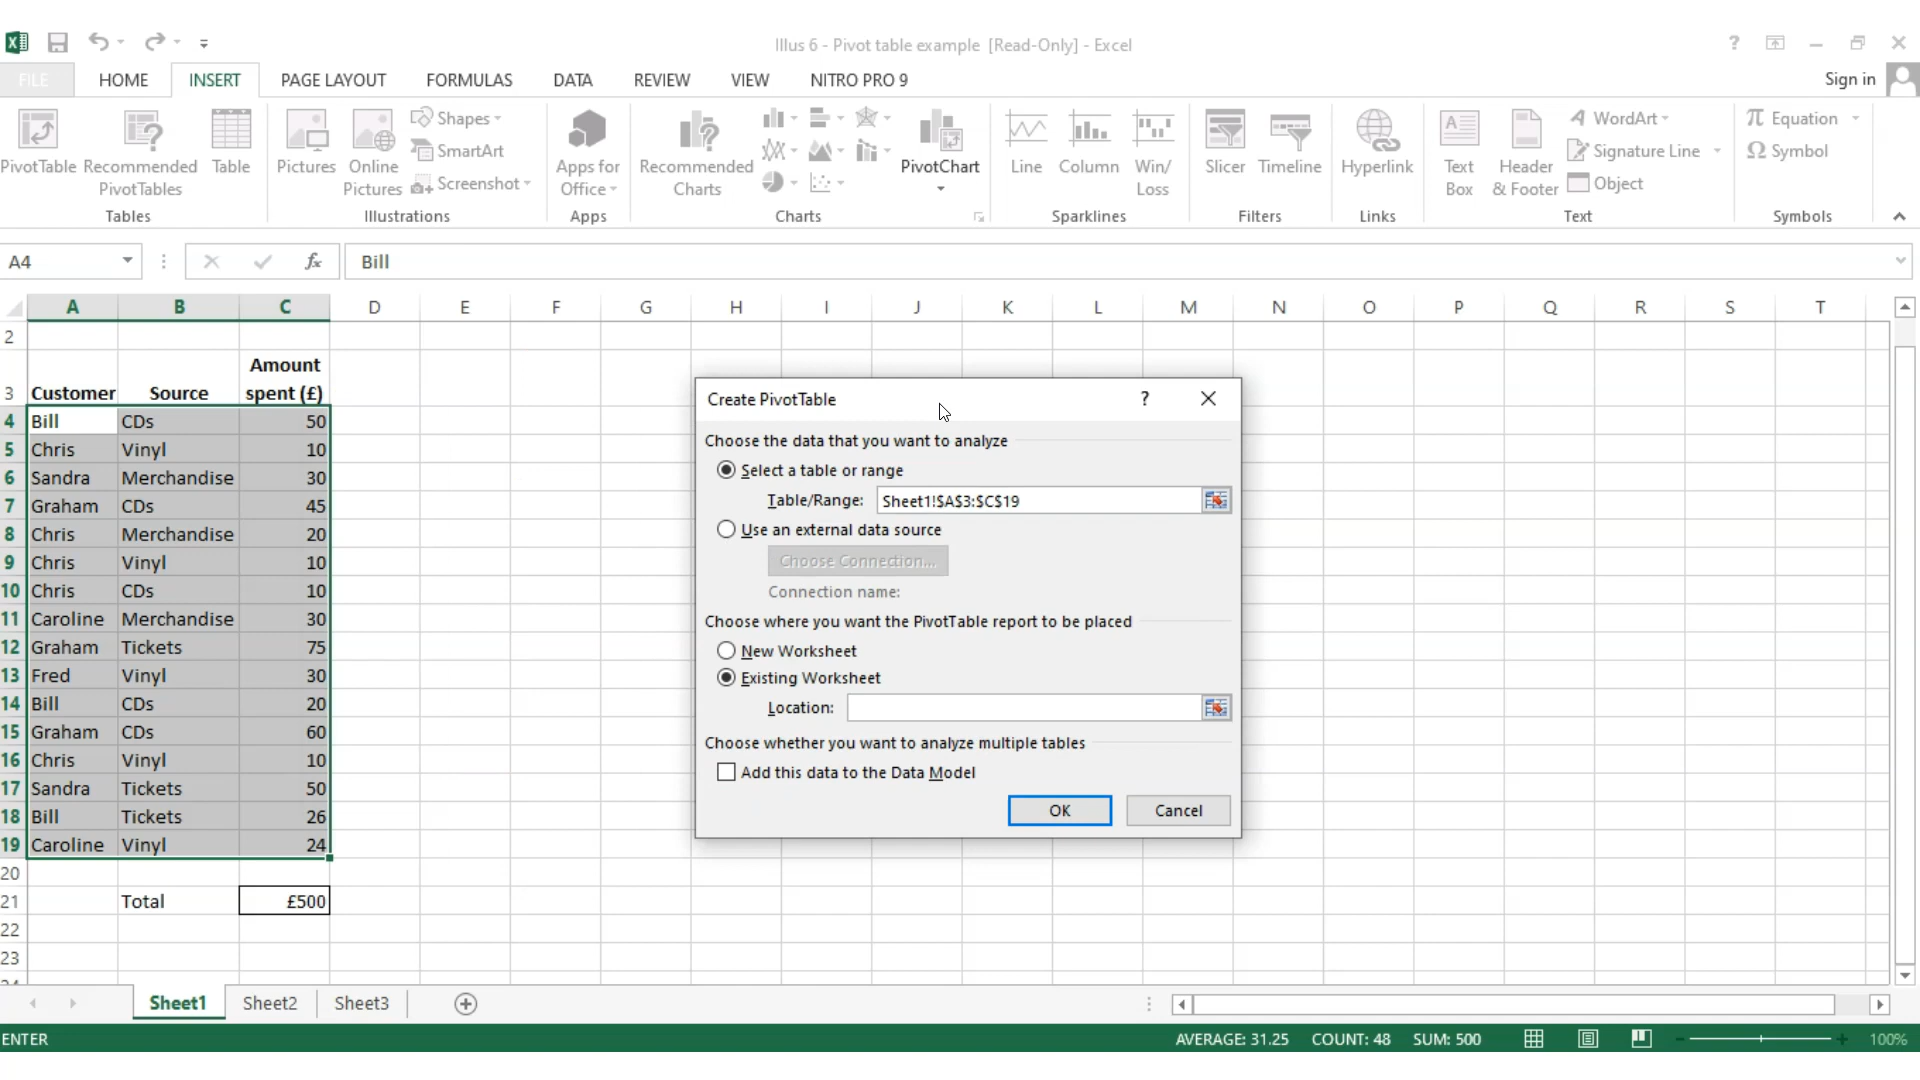 Illus 6 - Pivot table example [Read-Only] - Excel
FILE HOME INSERT PAGE LAYOUT FORMULAS DATA REVIEW VIEW NITRO PRO 9 Sign in
PivotTable
Recommended
PivotTables
Table
Tables
Pictures
Online
Pictures
Shapes
SmartArt
Screenshot
Illustrations
Apps for
Office
Apps
Recommended
Charts
PivotChart
Charts
Line
Column
Win/
Loss
Sparklines
Slicer
Timeline
Filters
Hyperlink
Links
Text
Box
Header
& Footer
WordArt
Signature Line
Object
Text
Equation
Symbol
Symbols
A4 fx Bill
A B C D E F G H I J K L M N O P Q R S T
2
3 Customer Source Amount
spent (£)
4 Bill CDs 50
5 Chris Vinyl 10
6 Sandra Merchandise 30
7 Graham CDs 45
8 Chris Merchandise 20
9 Chris Vinyl 10
10 Chris CDs 10
11 Caroline Merchandise 30
12 Graham Tickets 75
13 Fred Vinyl 30
14 Bill CDs 20
15 Graham CDs 60
16 Chris Vinyl 10
17 Sandra Tickets 50
18 Bill Tickets 26
19 Caroline Vinyl 24
20
21 Total £500
22
23
Create PivotTable ?
Choose the data that you want to analyze
Select a table or range
Table/Range: Sheet1!$A$3:$C$19
Use an external data source
Choose Connection...
Connection name:
Choose where you want the PivotTable report to be placed
New Worksheet
Existing Worksheet
Location:
Choose whether you want to analyze multiple tables
Add this data to the Data Model
OK Cancel
Sheet1 Sheet2 Sheet3
ENTER AVERAGE: 31.25 COUNT: 48 SUM: 500 100%